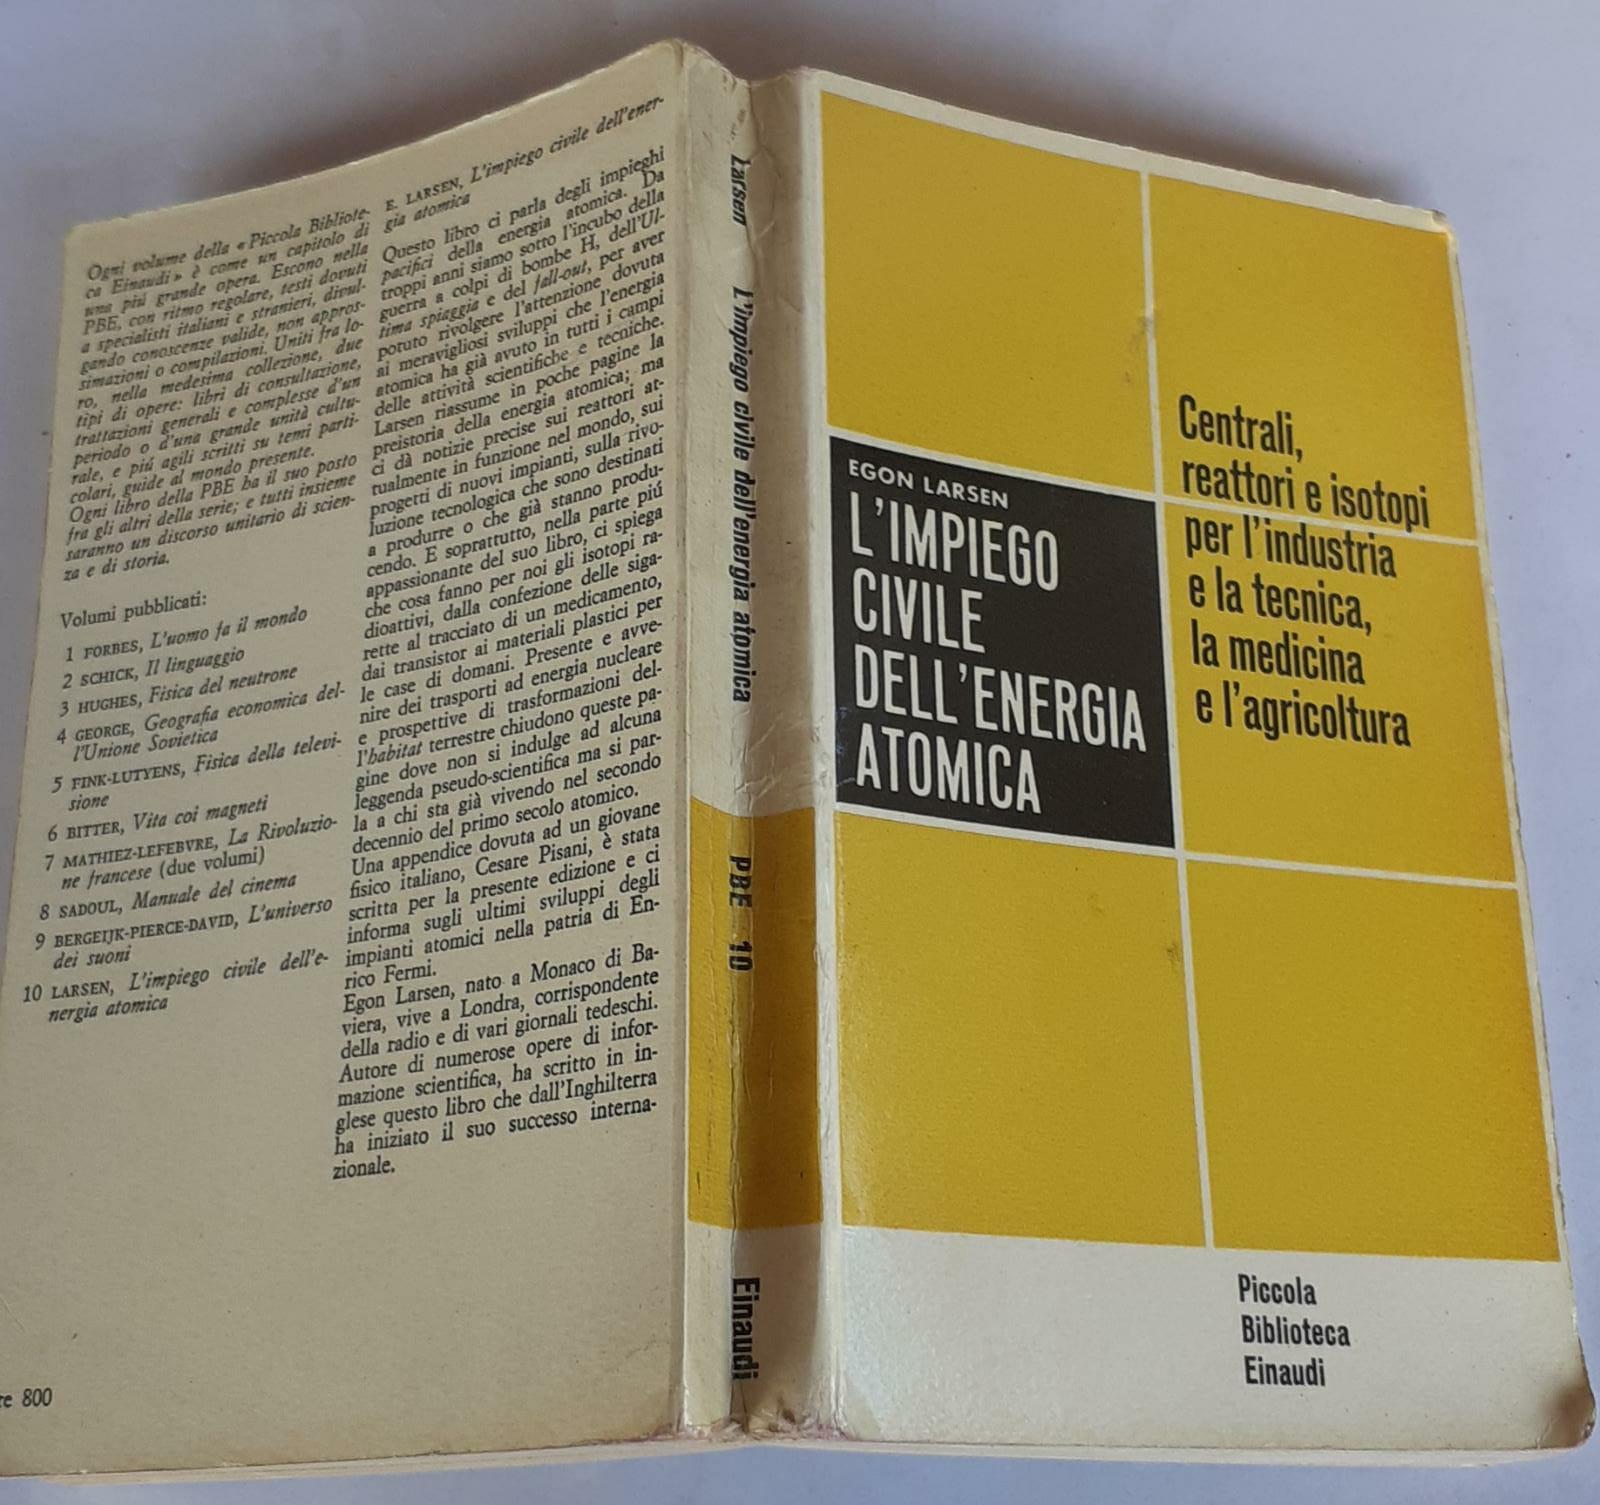 Ogni volume della «Piccola Bibliote-
ca Einaudi» è come un capitolo di
una piú grande opera. Escono nella
PBE, con ritmo regolare, testi dovuti
a specialisti italiani e stranieri, divul-
gando conoscenze valide, non appros-
simazioni o compilazioni. Uniti fra lo-
ro, nella medesima collezione, due
tipi di opere: libri di consultazione,
trattazioni generali e complesse d'un
periodo o d'una grande unità cultu-
rale, e piú agili scritti su temi parti-
colari, guide al mondo presente.
Ogni libro della PBE ha il suo posto
fra gli altri della serie; e tutti insieme
saranno un discorso unitario di scien-
za e di storia.
Volumi pubblicati:
1 FORBES, L'uomo fa il mondo
2 SCHICK, Il linguaggio
3 HUGHES, Fisica del neutrone
4 GEORGE, Geografia economica del-
l'Unione Sovietica
5 FINK-LUTYENS, Fisica della televi-
sione
6 BITTER, Vita coi magneti
7 MATHIEZ-LEFEBVRE, La Rivoluzio-
ne francese (due volumi)
8 SADOUL, Manuale del cinema
9 BERGEIJK-PIERCE-DAVID, L'universo
dei suoni
10 LARSEN, L'impiego civile dell'e-
nergia atomica
re 800
E. LARSEN, L'impiego civile dell'ener-
gia atomica
Questo libro ci parla degli impieghi
pacifici della energia atomica. Da
troppi anni siamo sotto l'incubo della
guerra a colpi di bombe H, dell'Ul-
tima spiaggia e del fall-out, per aver
potuto rivolgere l'attenzione dovuta
ai meravigliosi sviluppi che l'energia
atomica ha già avuto in tutti i campi
delle attività scientifiche e tecniche.
Larsen riassume in poche pagine la
preistoria della energia atomica; ma
ci dà notizie precise sui reattori at-
tualmente in funzione nel mondo, sui
progetti di nuovi impianti, sulla rivo-
luzione tecnologica che sono destinati
a produrre o che già stanno produ-
cendo. E soprattutto, nella parte piú
appassionante del suo libro, ci spiega
che cosa fanno per noi gli isotopi ra-
dioattivi, dalla confezione delle siga-
rette al tracciato di un medicamento,
dai transistor ai materiali plastici per
le case di domani. Presente e avve-
nire dei trasporti ad energia nucleare
e prospettive di trasformazioni del-
l'habitat terrestre chiudono queste pa-
gine dove non si indulge ad alcuna
leggenda pseudo-scientifica ma si par-
la a chi sta già vivendo nel secondo
decennio del primo secolo atomico.
Una appendice dovuta ad un giovane
fisico italiano, Cesare Pisani, è stata
scritta per la presente edizione e ci
informa sugli ultimi sviluppi degli
impianti atomici nella patria di En-
rico Fermi.
Egon Larsen, nato a Monaco di Ba-
viera, vive a Londra, corrispondente
della radio e di vari giornali tedeschi.
Autore di numerose opere di infor-
mazione scientifica, ha scritto in in-
glese questo libro che dall'Inghilterra
ha iniziato il suo successo interna-
zionale.
Larsen L'impiego civile dell'energia atomica PBE 10 Einaudi
EGON LARSEN
L'IMPIEGO
CIVILE
DELL'ENERGIA
ATOMICA
Centrali,
reattori e isotopi
per l'industria
e la tecnica,
la medicina
e l'agricoltura
Piccola
Biblioteca
Einaudi